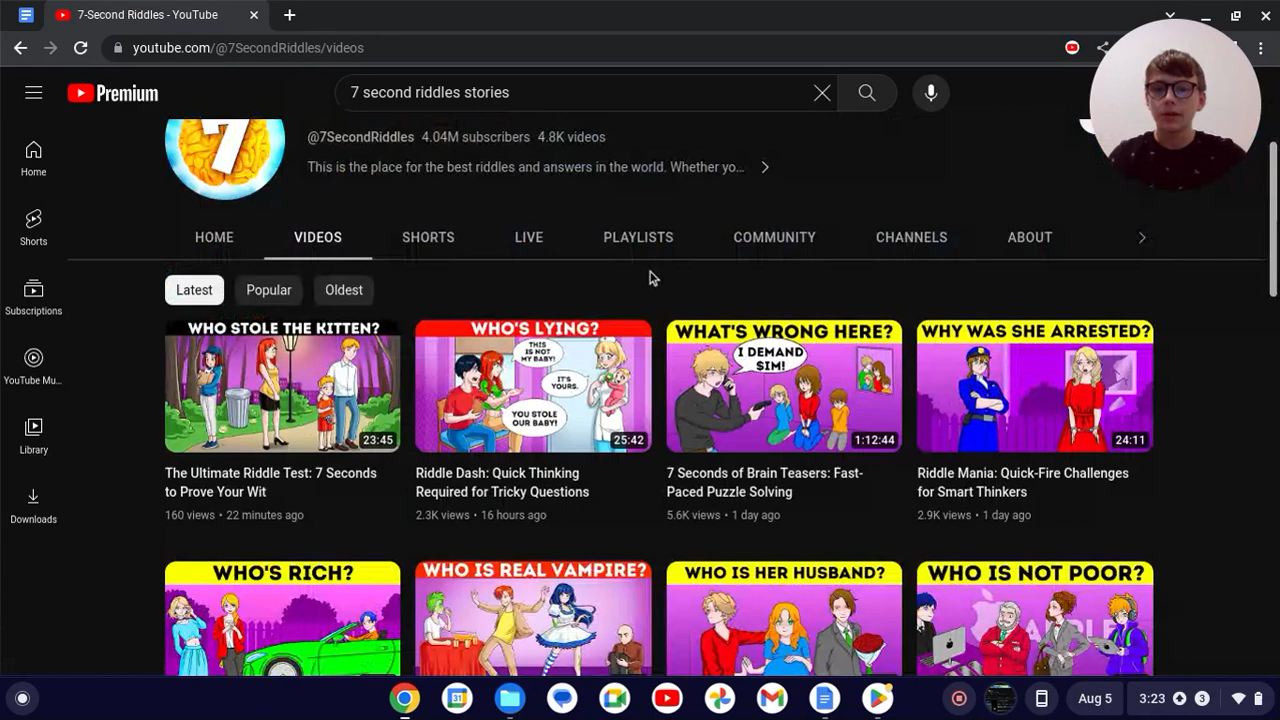 7-Second Riddles - YouTube
youtube.com/@7SecondRiddles/videos
Premium
7 second riddles stories
7
@7SecondRiddles 4.04M subscribers 4.8K videos
This is the place for the best riddles and answers in the world. Whether yo...
Home
Shorts
Subscriptions
YouTube Mu...
Library
Downloads
HOME VIDEOS SHORTS LIVE PLAYLISTS COMMUNITY CHANNELS ABOUT
Latest Popular Oldest
WHO STOLE THE KITTEN?
23:45
The Ultimate Riddle Test: 7 Seconds
to Prove Your Wit
160 views • 22 minutes ago
WHO'S LYING?
THIS
IS NOT
MY BABY!
IT'S
YOURS.
YOU STOLE
OUR BABY!
25:42
Riddle Dash: Quick Thinking
Required for Tricky Questions
2.3K views • 16 hours ago
WHAT'S WRONG HERE?
I DEMAND
$1M!
1:12:44
7 Seconds of Brain Teasers: Fast-
Paced Puzzle Solving
5.6K views • 1 day ago
WHY WAS SHE ARRESTED?
24:11
Riddle Mania: Quick-Fire Challenges
for Smart Thinkers
2.9K views • 1 day ago
WHO'S RICH?
WHO IS REAL VAMPIRE?
WHO IS HER HUSBAND?
WHO IS NOT POOR?
31
Aug 5
3:23
3